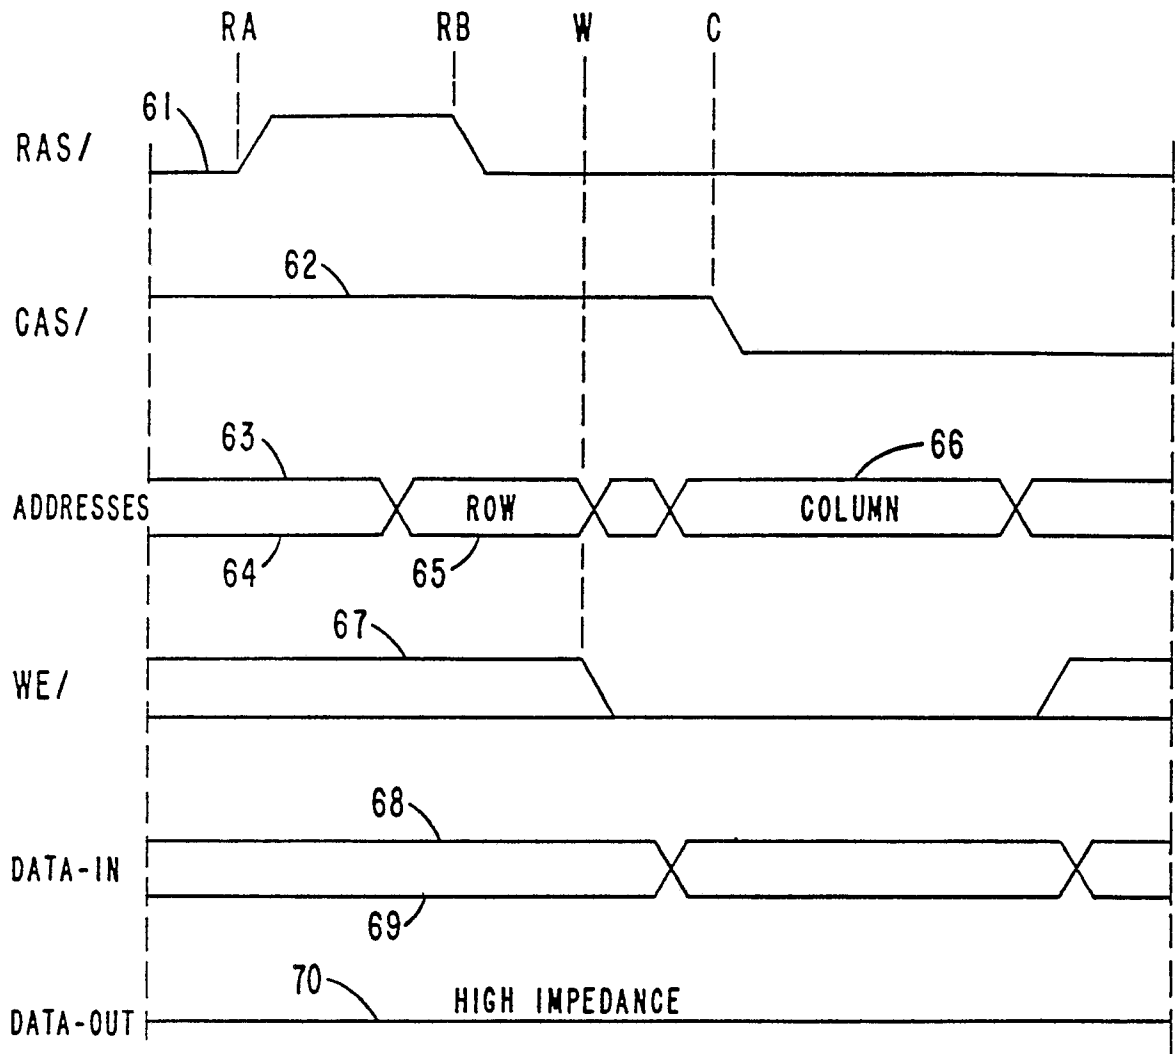 RA RB W C
61
RAS/
62
CAS/
63 66
ADDRESSES ROW COLUMN
64 65
67
WE/
68
DATA-IN
69
70 HIGH IMPEDANCE
DATA-OUT